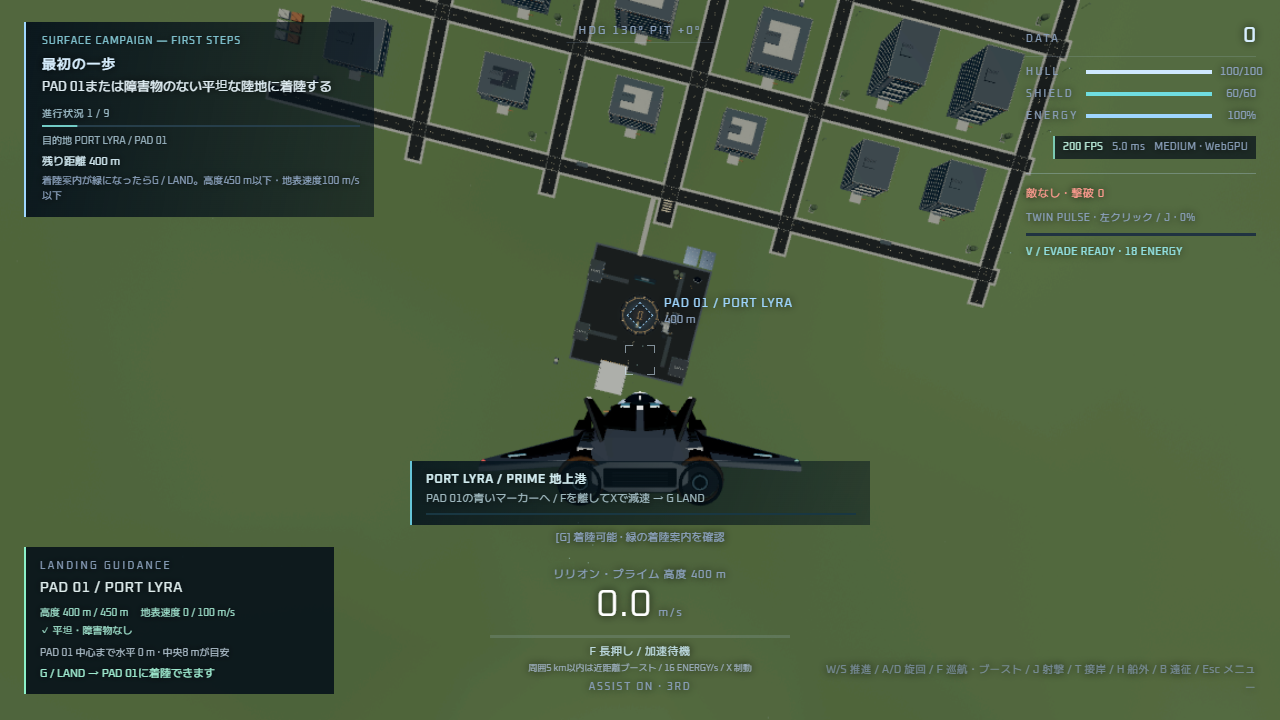 SURFACE CAMPAIGN — FIRST STEPS
最初の一歩
PAD 01または障害物のない平坦な陸地に着陸する
進行状況 1 / 9
目的地 PORT LYRA / PAD 01
残り距離 400 m
着陸案内が緑になったらG / LAND。高度450 m以下・地表速度100 m/s
以下
HDG 130° PIT +0°
DATA 0
HULL 100/100
SHIELD 60/60
ENERGY 100%
200 FPS 5.0 ms MEDIUM · WebGPU
敵なし · 撃破 0
TWIN PULSE · 左クリック / J · 0%
V / EVADE READY · 18 ENERGY
PAD 01 / PORT LYRA
400 m
PORT LYRA / PRIME 地上港
PAD 01の青いマーカーへ / Fを離してXで減速 → G LAND
[G] 着陸可能 · 緑の着陸案内を確認
リリオン・プライム 高度 400 m
0.0 m/s
F 長押し / 加速待機
周囲5 km以内は近距離ブースト / 16 ENERGY/s / X 制動
ASSIST ON · 3RD
LANDING GUIDANCE
PAD 01 / PORT LYRA
高度 400 m / 450 m 地表速度 0 / 100 m/s
✓ 平坦・障害物なし
PAD 01 中心まで水平 0 m · 中央8 mが目安
G / LAND → PAD 01に着陸できます
W/S 推進 / A/D 旋回 / F 巡航・ブースト / J 射撃 / T 接岸 / H 船外 / B 遠征 / Esc メニュ
ー